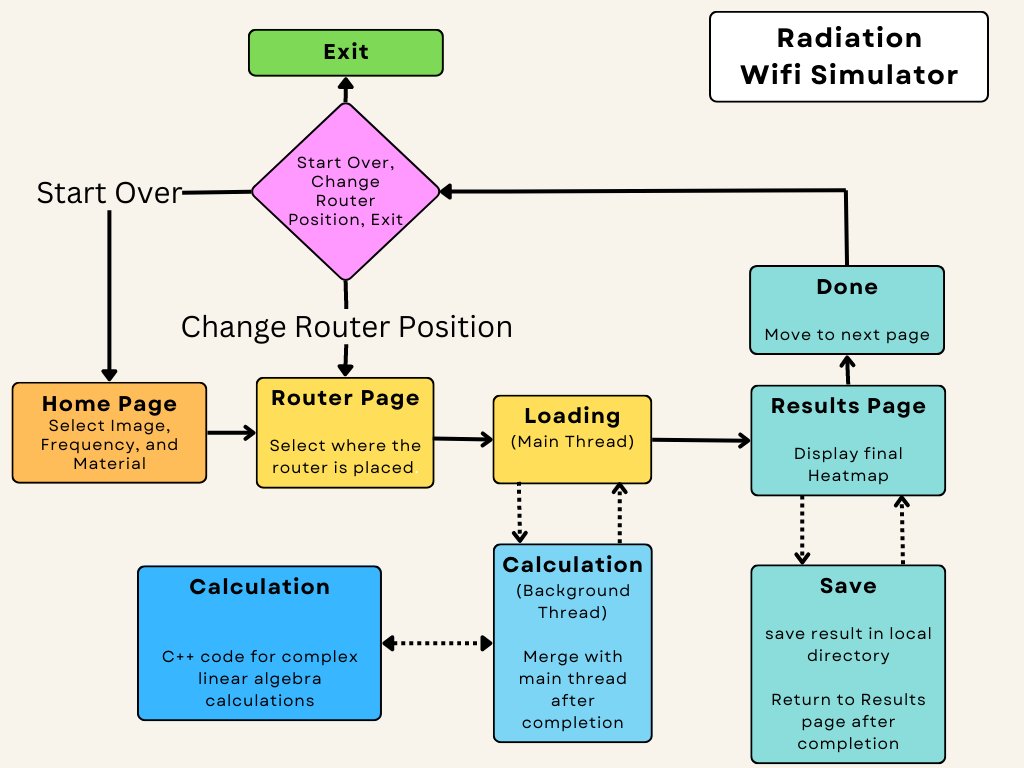 Radiation
Wifi Simulator
Exit
Start Over,
Change
Router
Position, Exit
Start Over
Change Router Position
Done
Move to next page
Home Page
Select Image,
Frequency, and
Material
Router Page
Select where the
router is placed
Loading
(Main Thread)
Results Page
Display final
Heatmap
Calculation
C++ code for complex
linear algebra
calculations
Calculation
(Background
Thread)
Merge with
main thread
after
completion
Save
save result in local
directory
Return to Results
page after
completion